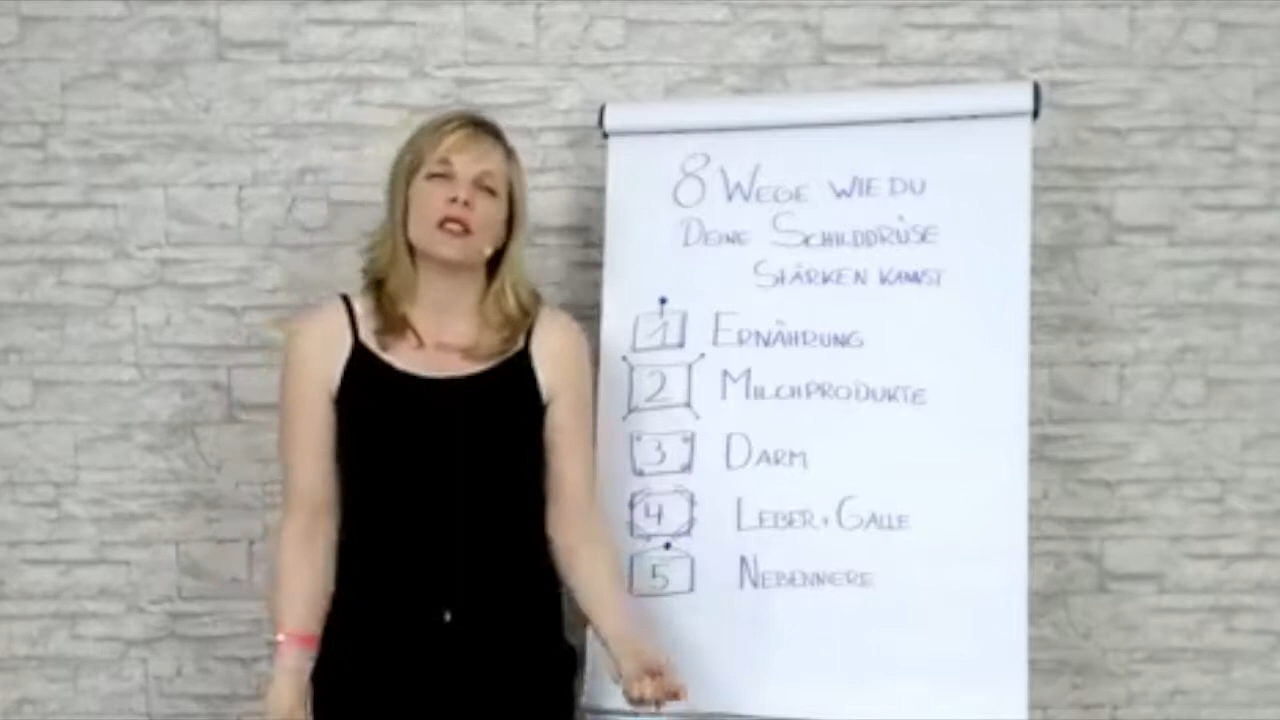 8 WEGE WIE DU
DEINE SCHILDDRÜSE
STÄRKEN KANNST
1 ERNÄHRUNG
2 MILCHPRODUKTE
3 DARM
4 LEBER + GALLE
5 NEBENNIERE